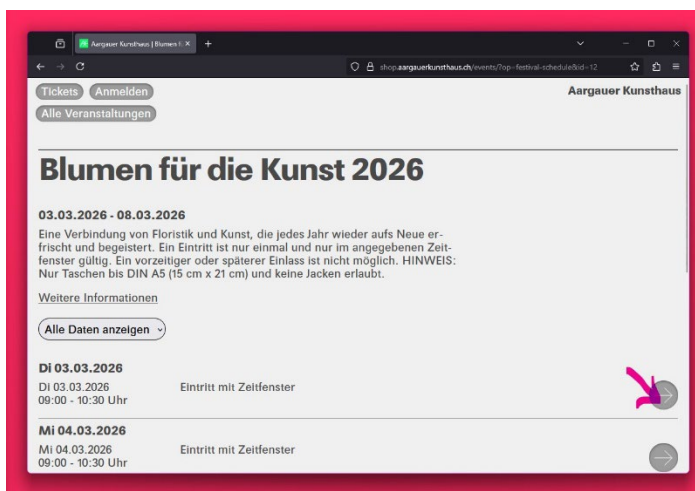 Aargauer Kunsthaus | Blumen f
shop.aargauerkunsthaus.ch/events/?op=festival-schedule&id=12
Tickets Anmelden
Aargauer Kunsthaus
Alle Veranstaltungen
Blumen für die Kunst 2026
03.03.2026 - 08.03.2026
Eine Verbindung von Floristik und Kunst, die jedes Jahr wieder aufs Neue er-
frischt und begeistert. Ein Eintritt ist nur einmal und nur im angegebenen Zeit-
fenster gültig. Ein vorzeitiger oder späterer Einlass ist nicht möglich. HINWEIS:
Nur Taschen bis DIN A5 (15 cm x 21 cm) und keine Jacken erlaubt.
Weitere Informationen
Alle Daten anzeigen
Di 03.03.2026
Di 03.03.2026 Eintritt mit Zeitfenster
09:00 - 10:30 Uhr
Mi 04.03.2026
Mi 04.03.2026 Eintritt mit Zeitfenster
09:00 - 10:30 Uhr